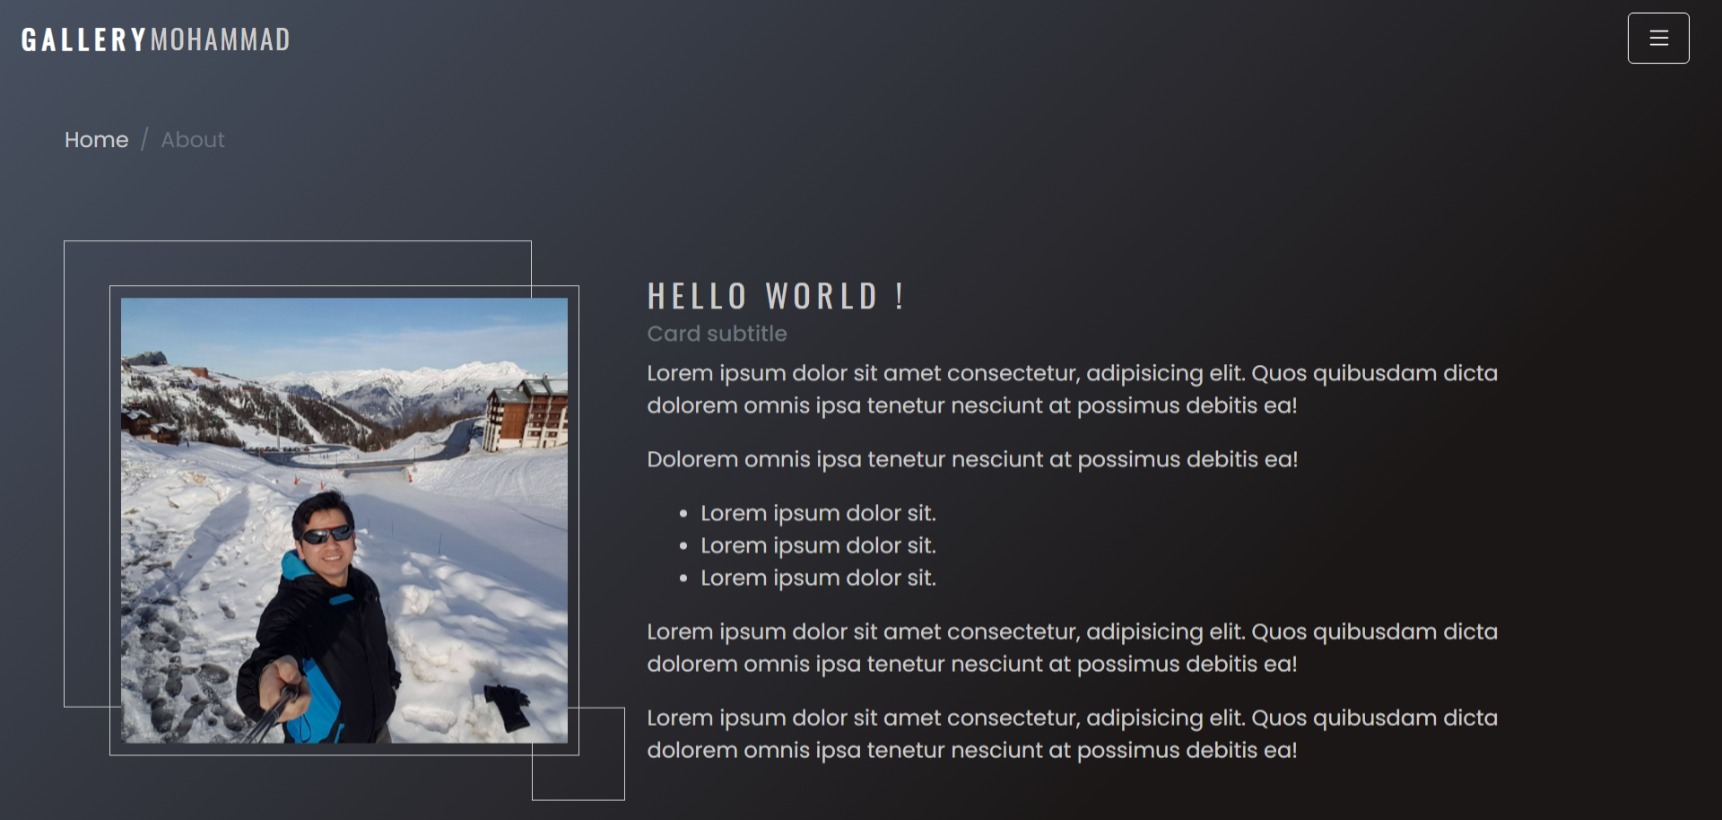 GALLERYMOHAMMAD
Home / About
HELLO WORLD !
Card subtitle
Lorem ipsum dolor sit amet consectetur, adipisicing elit. Quos quibusdam dicta
dolorem omnis ipsa tenetur nesciunt at possimus debitis ea!
Dolorem omnis ipsa tenetur nesciunt at possimus debitis ea!
• Lorem ipsum dolor sit.
• Lorem ipsum dolor sit.
• Lorem ipsum dolor sit.
Lorem ipsum dolor sit amet consectetur, adipisicing elit. Quos quibusdam dicta
dolorem omnis ipsa tenetur nesciunt at possimus debitis ea!
Lorem ipsum dolor sit amet consectetur, adipisicing elit. Quos quibusdam dicta
dolorem omnis ipsa tenetur nesciunt at possimus debitis ea!